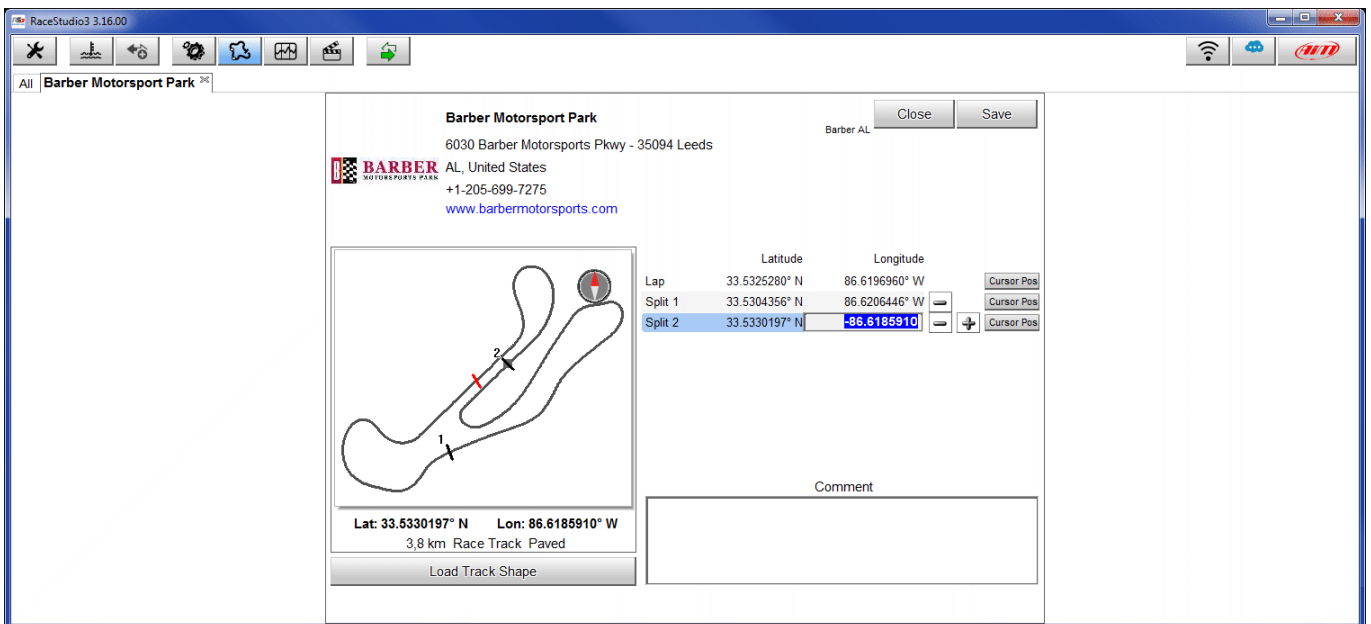 RaceStudio3 3.16.00
AiM
All Barber Motorsport Park
Barber Motorsport Park
Close Save
Barber AL
6030 Barber Motorsports Pkwy - 35094 Leeds
BARBER
MOTORSPORTS PARK
AL, United States
+1-205-699-7275
www.barbermotorsports.com
Latitude Longitude
Lap 33.5325280° N 86.6196960° W Cursor Pos
Split 1 33.5304356° N 86.6206446° W Cursor Pos
Split 2 33.5330197° N -86.6185910 Cursor Pos
2
1
Comment
Lat: 33.5330197° N Lon: 86.6185910° W
3,8 km Race Track Paved
Load Track Shape